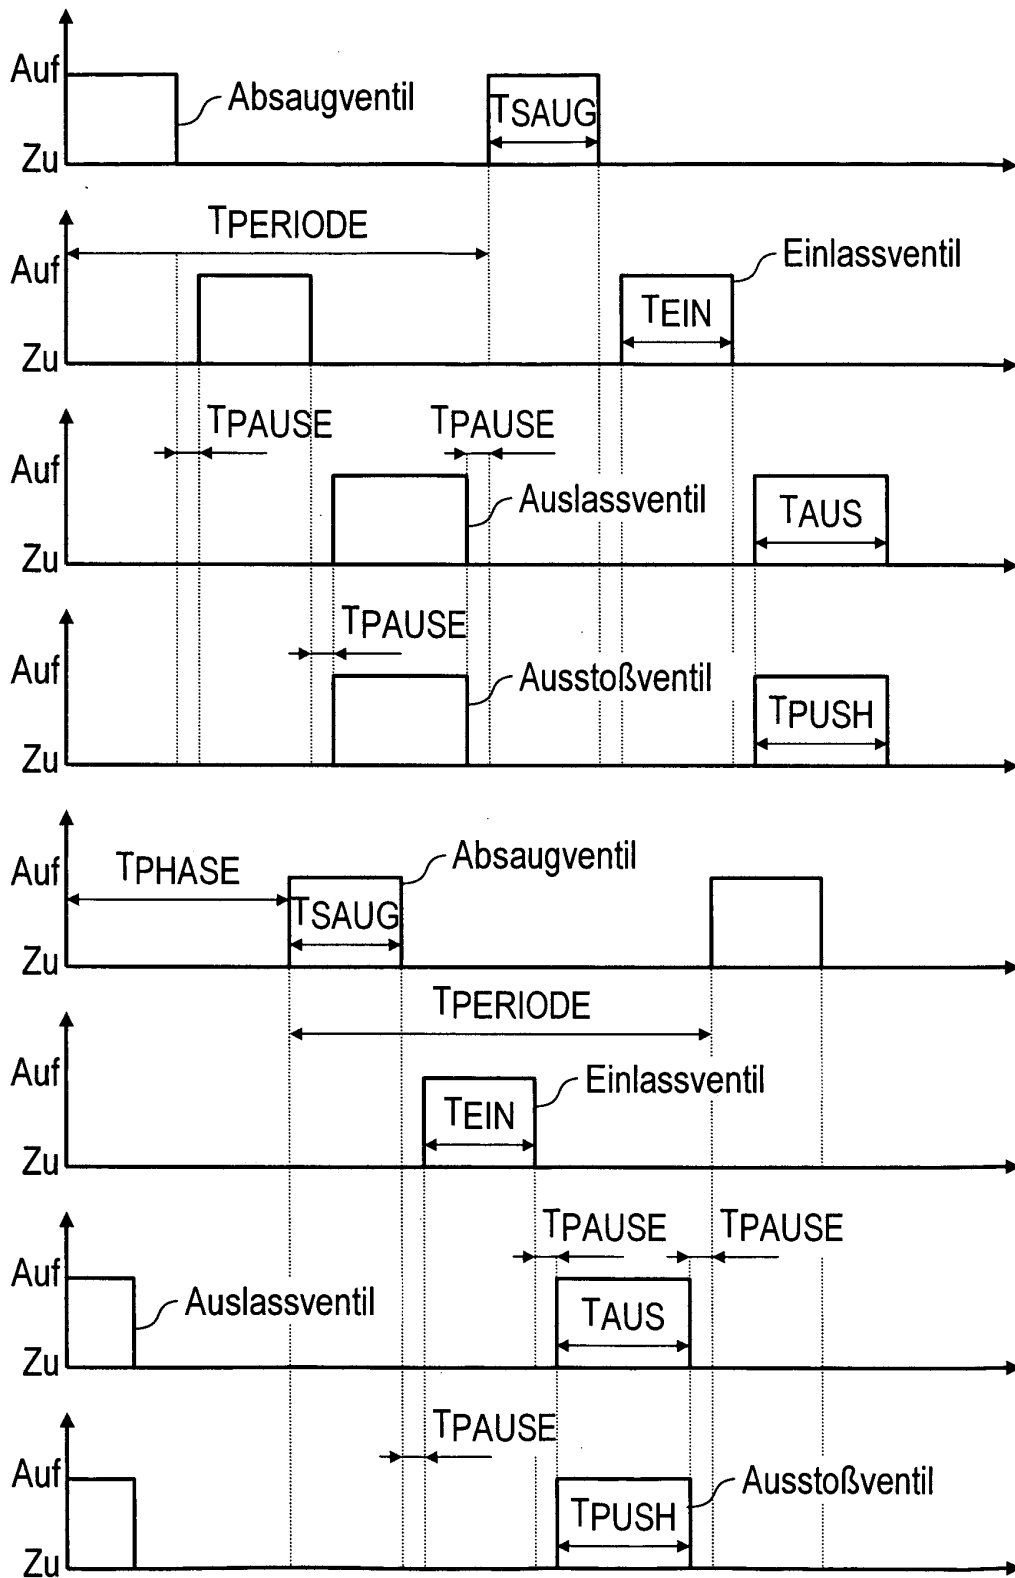 Auf
Absaugventil
TSAUG
Zu
TPERIODE
Auf
Einlassventil
TEIN
Zu
TPAUSE
TPAUSE
Auf
Auslassventil
TAUS
Zu
TPAUSE
Auf
Ausstoßventil
TPUSH
Zu
Absaugventil
TPHASE
Auf
TSAUG
Zu
TPERIODE
Auf
Einlassventil
TEIN
Zu
TPAUSE
TPAUSE
Auf
Auslassventil
TAUS
Zu
TPAUSE
Auf
Ausstoßventil
TPUSH
Zu